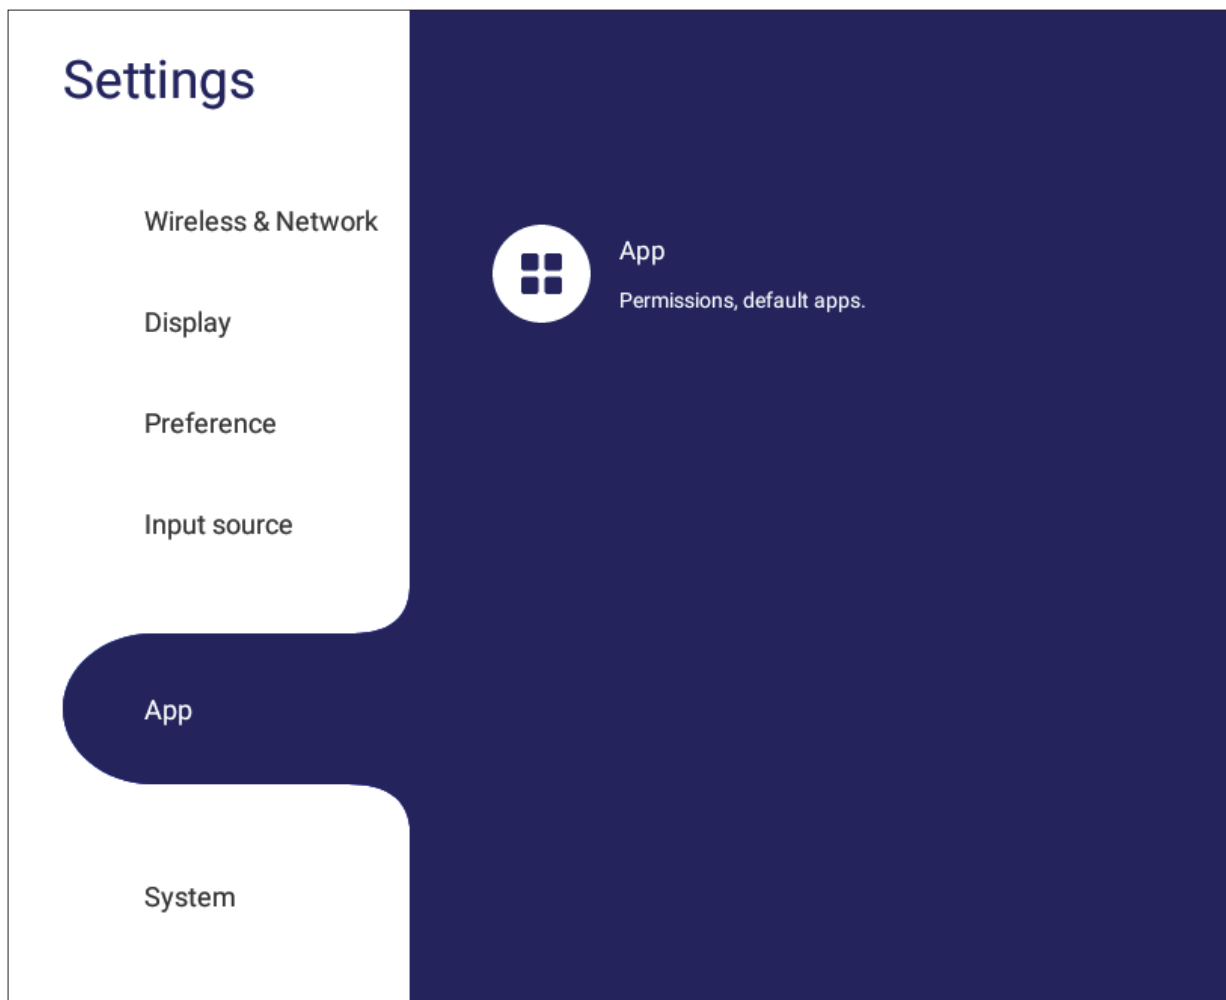 Settings
Wireless & Network
Display
Preference
Input source
App
System
App
Permissions, default apps.